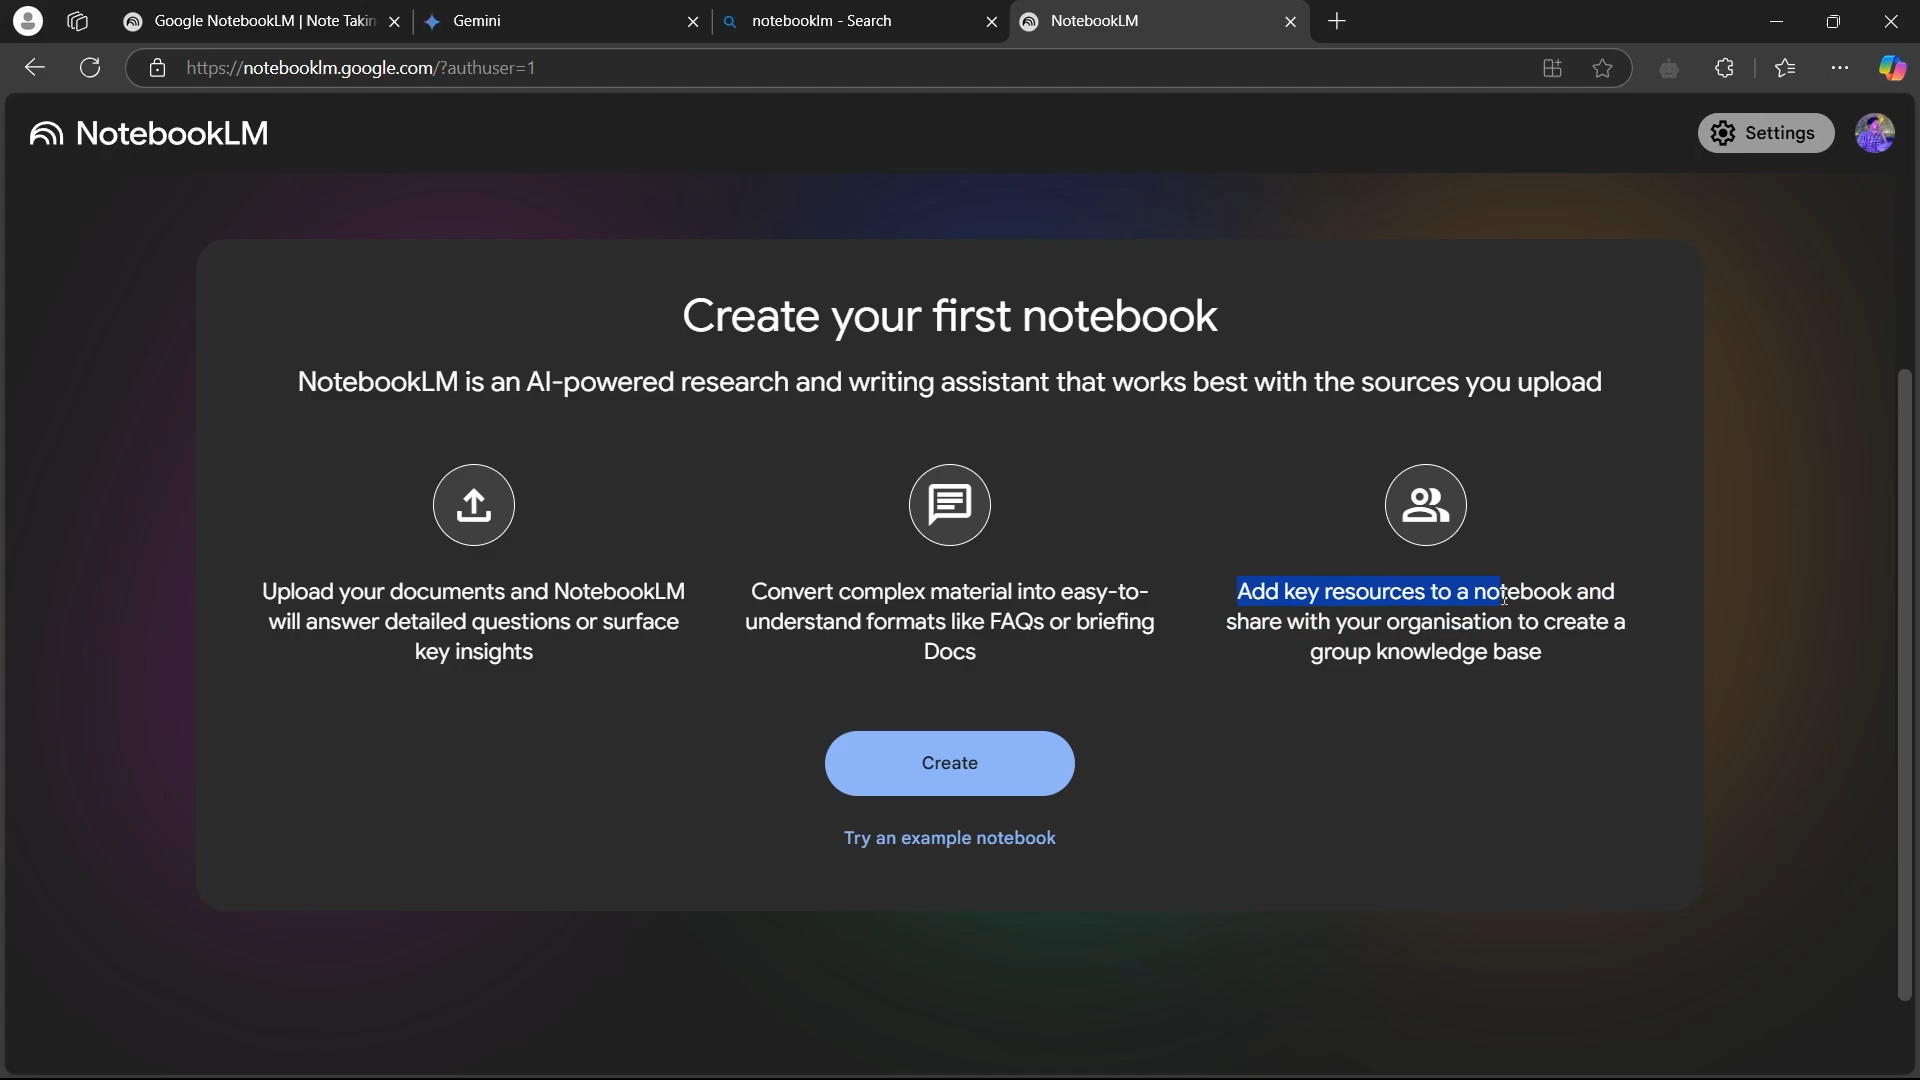 Google NotebookLM | Note Takin
Gemini
notebooklm - Search
NotebookLM
https://notebooklm.google.com/?authuser=1
NotebookLM
Settings
Create your first notebook
NotebookLM is an AI-powered research and writing assistant that works best with the sources you upload
Upload your documents and NotebookLM
will answer detailed questions or surface
key insights
Convert complex material into easy-to-
understand formats like FAQs or briefing
Docs
Add key resources to a notebook and
share with your organisation to create a
group knowledge base
Create
Try an example notebook